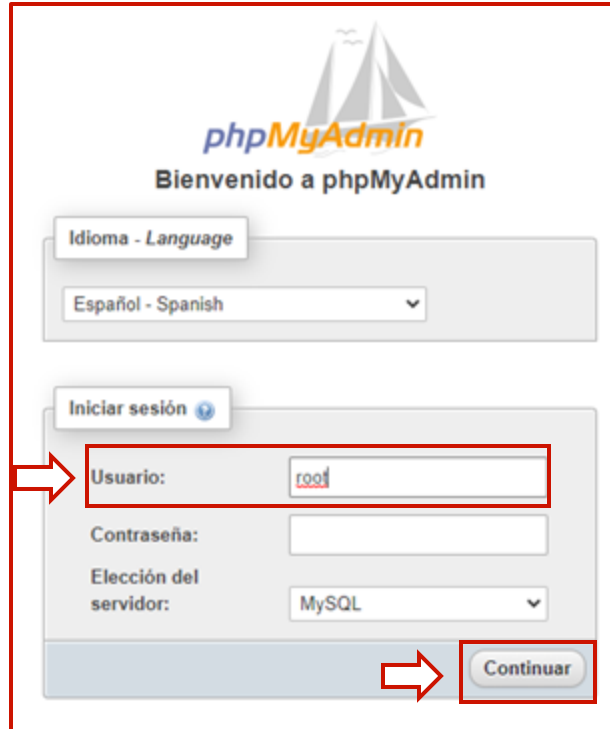 phpMyAdmin
Bienvenido a phpMyAdmin
Idioma - Language
Español - Spanish
Iniciar sesión
Usuario:
root
Contraseña:
Elección del
servidor:
MySQL
Continuar